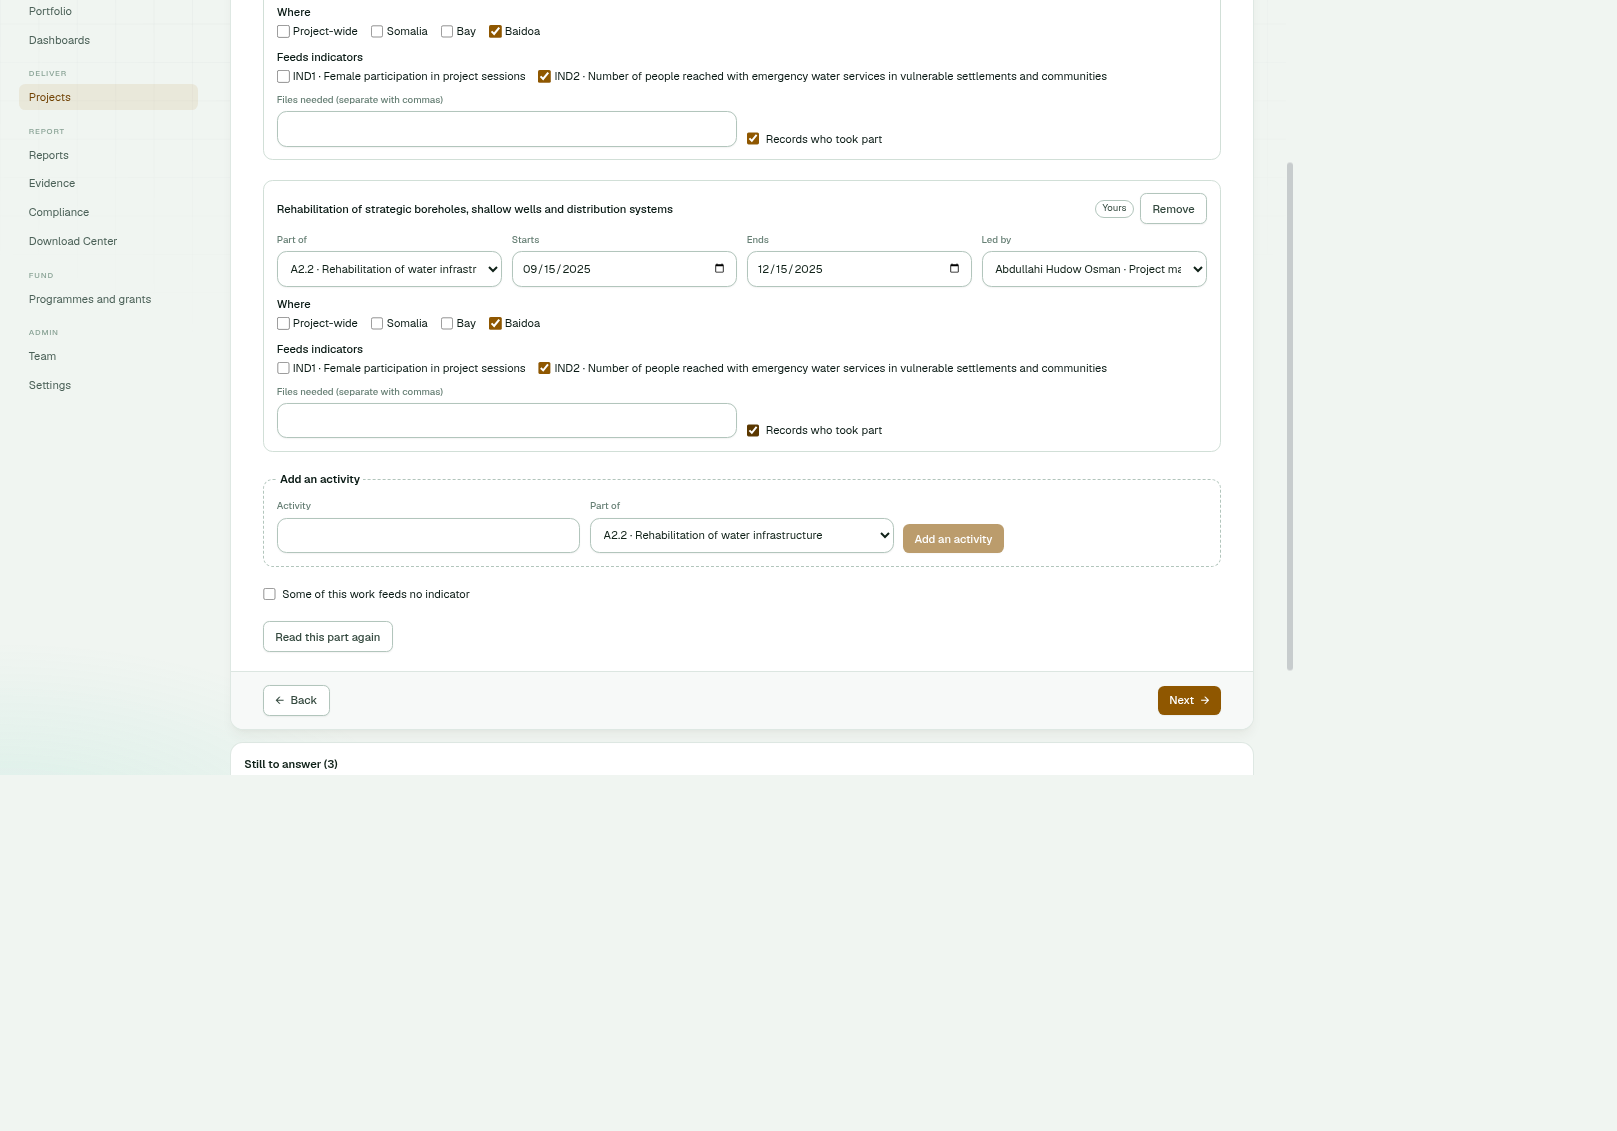 Portfolio
Dashboards
DELIVER
Projects
REPORT
Reports
Evidence
Compliance
Download Center
FUND
Programmes and grants
ADMIN
Team
Settings
Where
Project-wide Somalia Bay Baidoa
Feeds indicators
IND1 · Female participation in project sessions IND2 · Number of people reached with emergency water services in vulnerable settlements and communities
Files needed (separate with commas)
Records who took part
Rehabilitation of strategic boreholes, shallow wells and distribution systems Yours Remove
Part of Starts Ends Led by
A2.2 · Rehabilitation of water infrastr 09/15/2025 12/15/2025 Abdullahi Hudow Osman · Project ma
Where
Project-wide Somalia Bay Baidoa
Feeds indicators
IND1 · Female participation in project sessions IND2 · Number of people reached with emergency water services in vulnerable settlements and communities
Files needed (separate with commas)
Records who took part
Add an activity
Activity Part of
A2.2 · Rehabilitation of water infrastructure Add an activity
Some of this work feeds no indicator
Read this part again
← Back Next →
Still to answer (3)